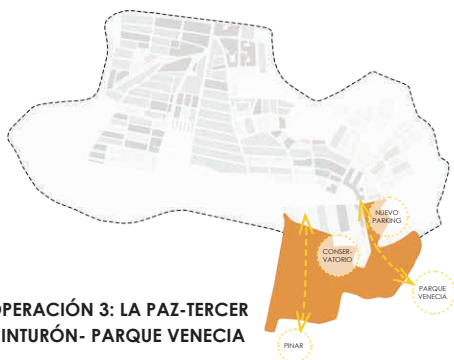 NUEVO
PARKING
CONSER-
VATORIO
PARQUE
VENECIA
PINAR
OPERACIÓN 3: LA PAZ-TERCER
CINTURÓN- PARQUE VENECIA